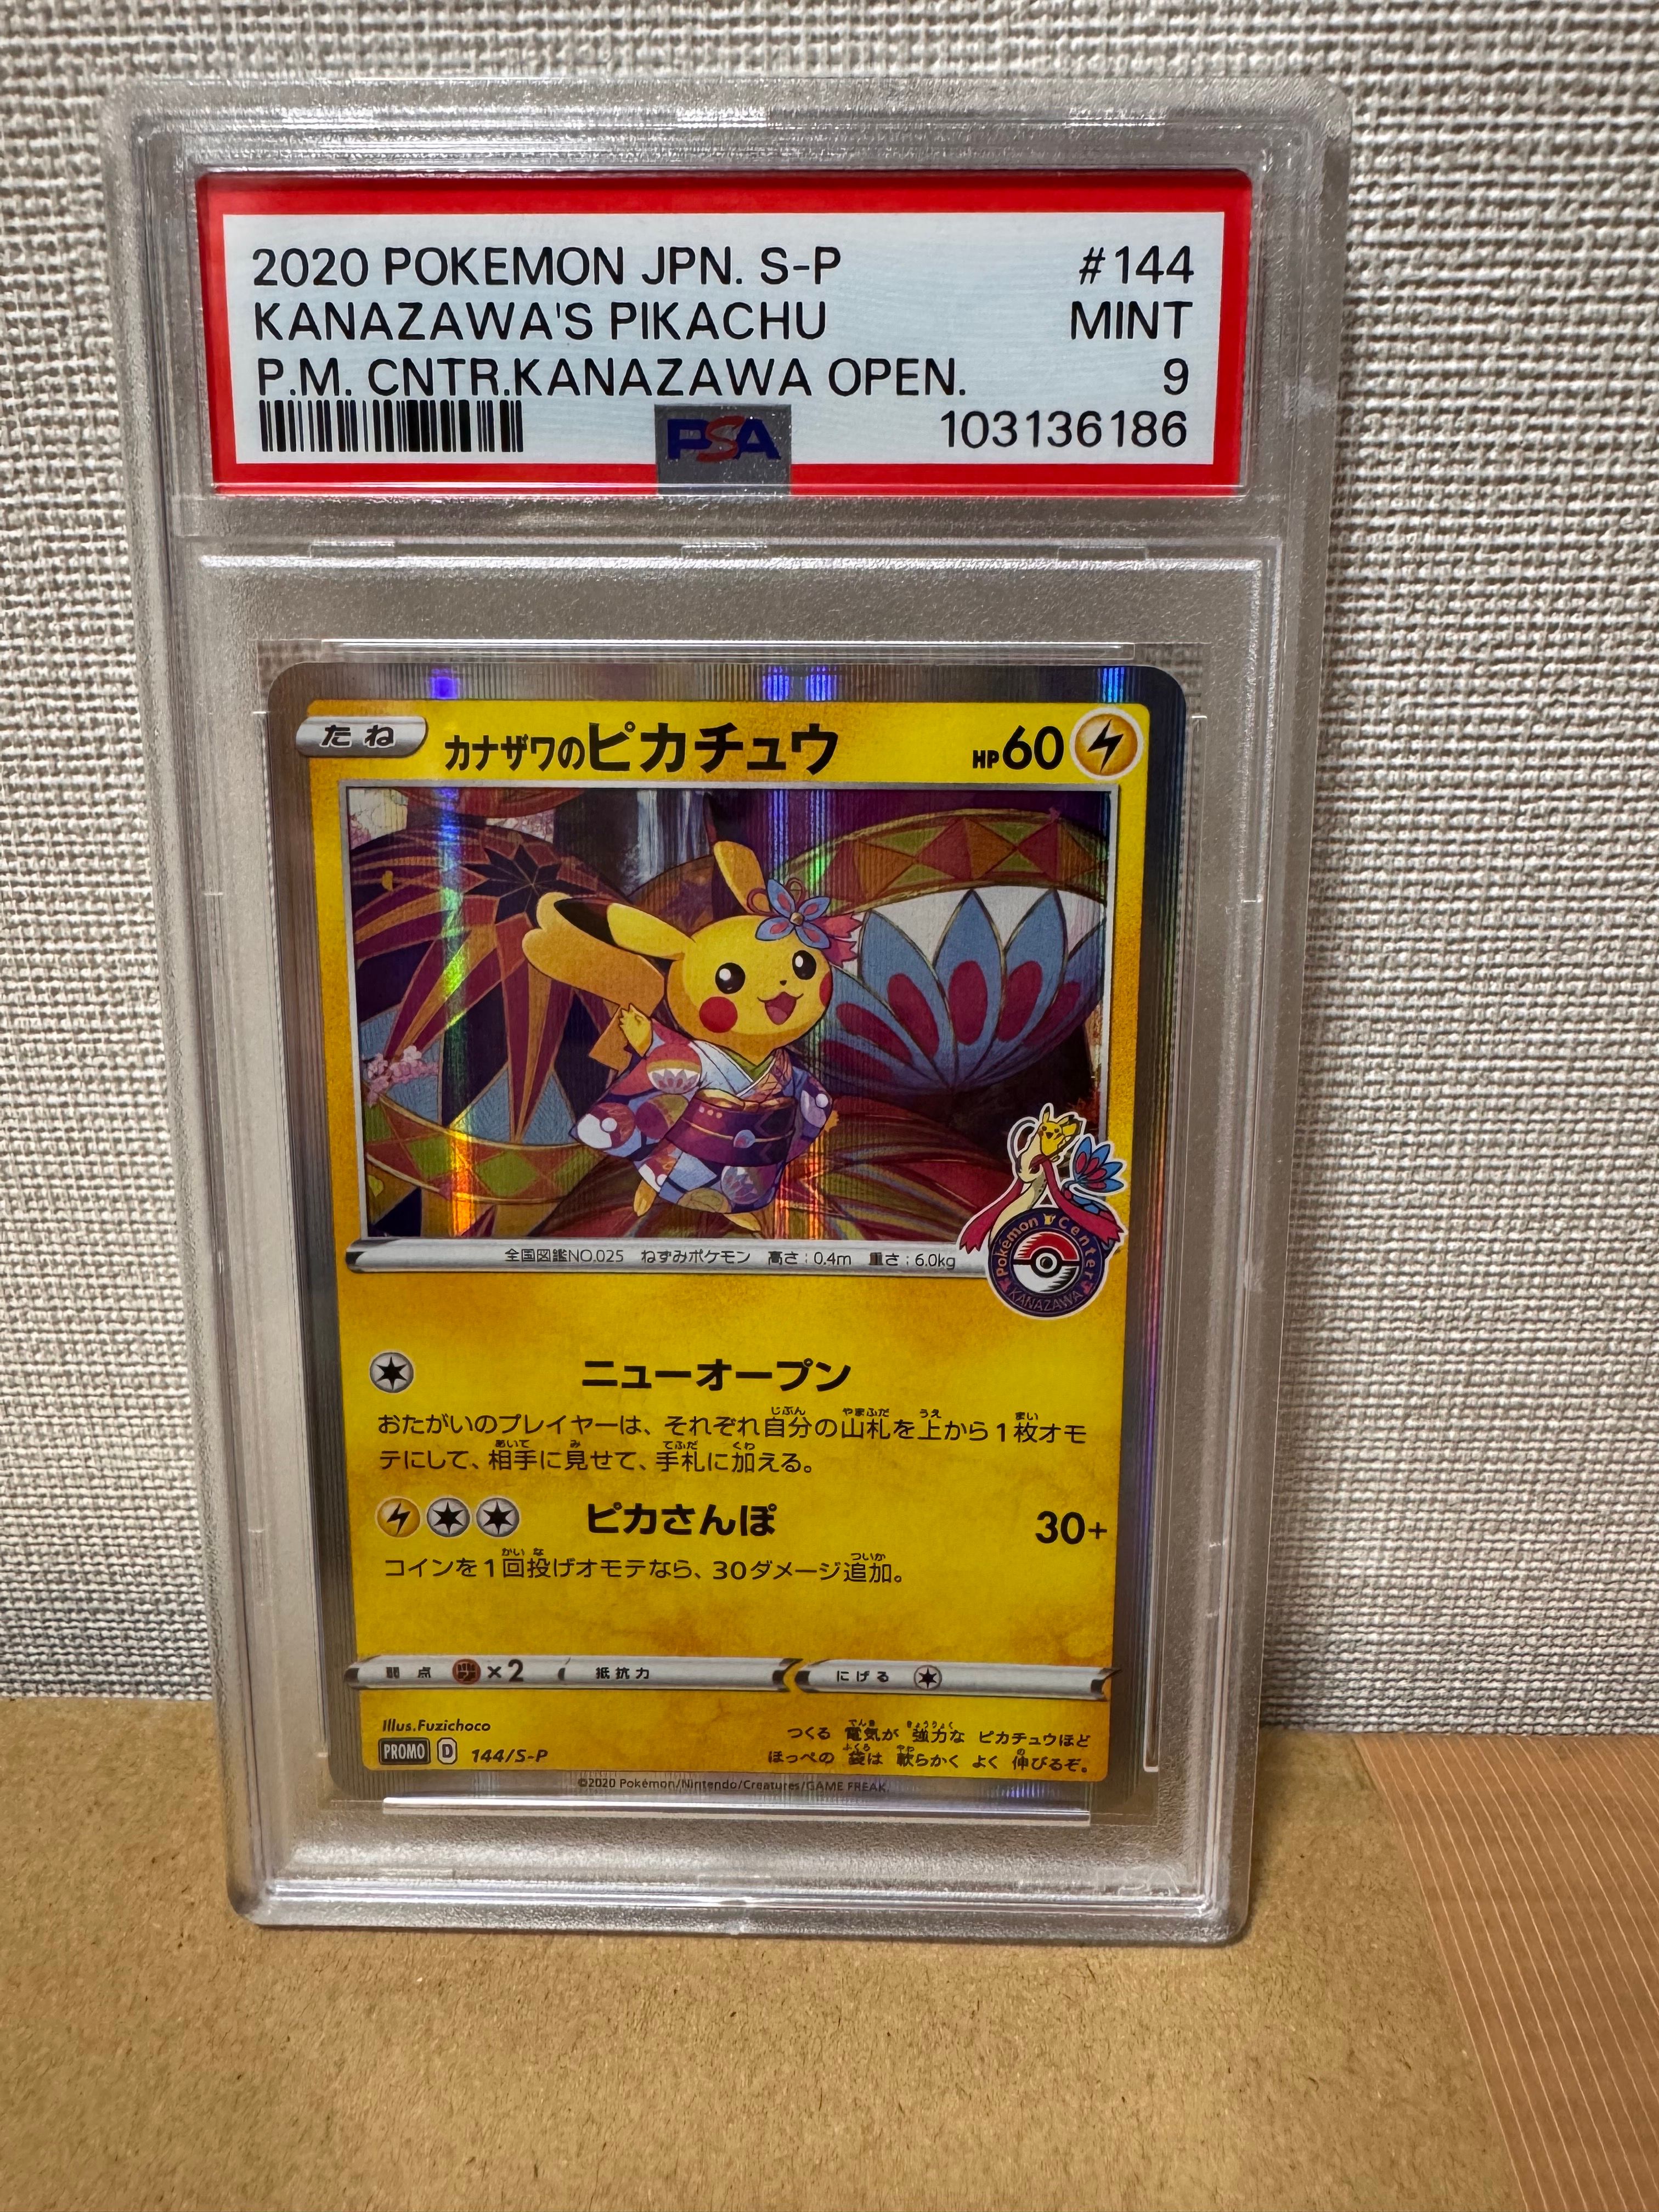 2020 POKEMON JPN. S-P #144
KANAZAWA'S PIKACHU MINT
P.M. CNTR.KANAZAWA OPEN. 9
PSA 103136186
たね カナザワのピカチュウ HP60
全国図鑑NO.025 ねずみポケモン 高さ:0.4m 重さ:6.0kg
Pokémon Center
KANAZAWA
ニューオープン
おたがいのプレイヤーは、それぞれ自分の山札を上から1枚オモ
テにして、相手に見せて、手札に加える。
ピカさんぽ 30+
コインを1回投げオモテなら、30ダメージ追加。
弱点 ×2 抵抗力 にげる
Illus.Fuzichoco
PROMO D 144/S-P
つくる 電気が 強力な ピカチュウほど
ほっぺの 袋は 軟らかく よく 伸びるぞ。
©2020 Pokémon/Nintendo/Creatures/GAME FREAK.